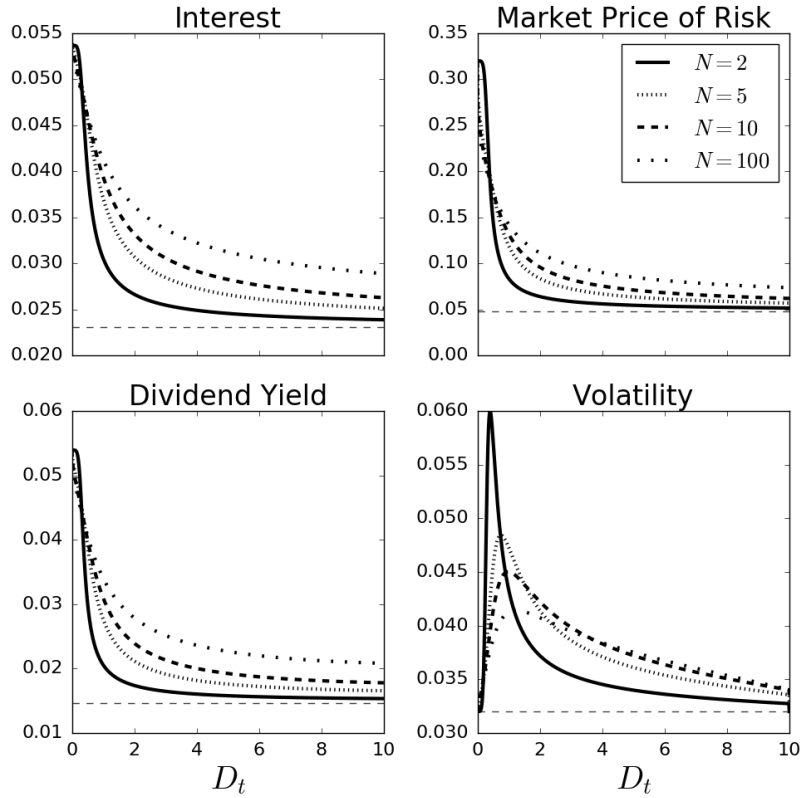 Interest
0.055
0.050
0.045
0.040
0.035
0.030
0.025
0.020
0 2 4 6 8 10
Market Price of Risk
0.35
0.30
0.25
0.20
0.15
0.10
0.05
0.00
0 2 4 6 8 10
N = 2
N = 5
N = 10
N = 100
Dividend Yield
0.06
0.05
0.04
0.03
0.02
0.01
0 2 4 6 8 10
D_t
Volatility
0.060
0.055
0.050
0.045
0.040
0.035
0.030
0 2 4 6 8 10
D_t